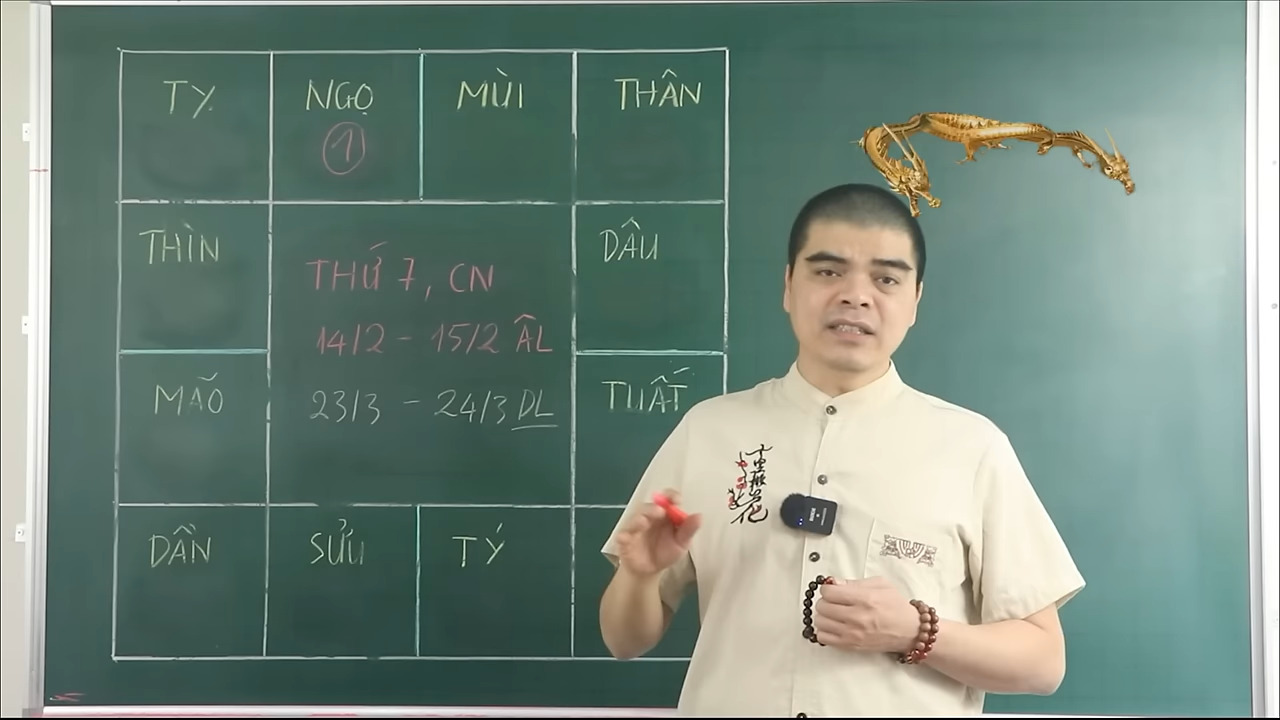 TỴ NGỌ MÙI THÂN
1
THÌN DẬU
THỨ 7, CN
14/2 - 15/2 ÂL
MÃO 23/3 - 24/3 DL TUẤT
DẦN SỬU TÝ